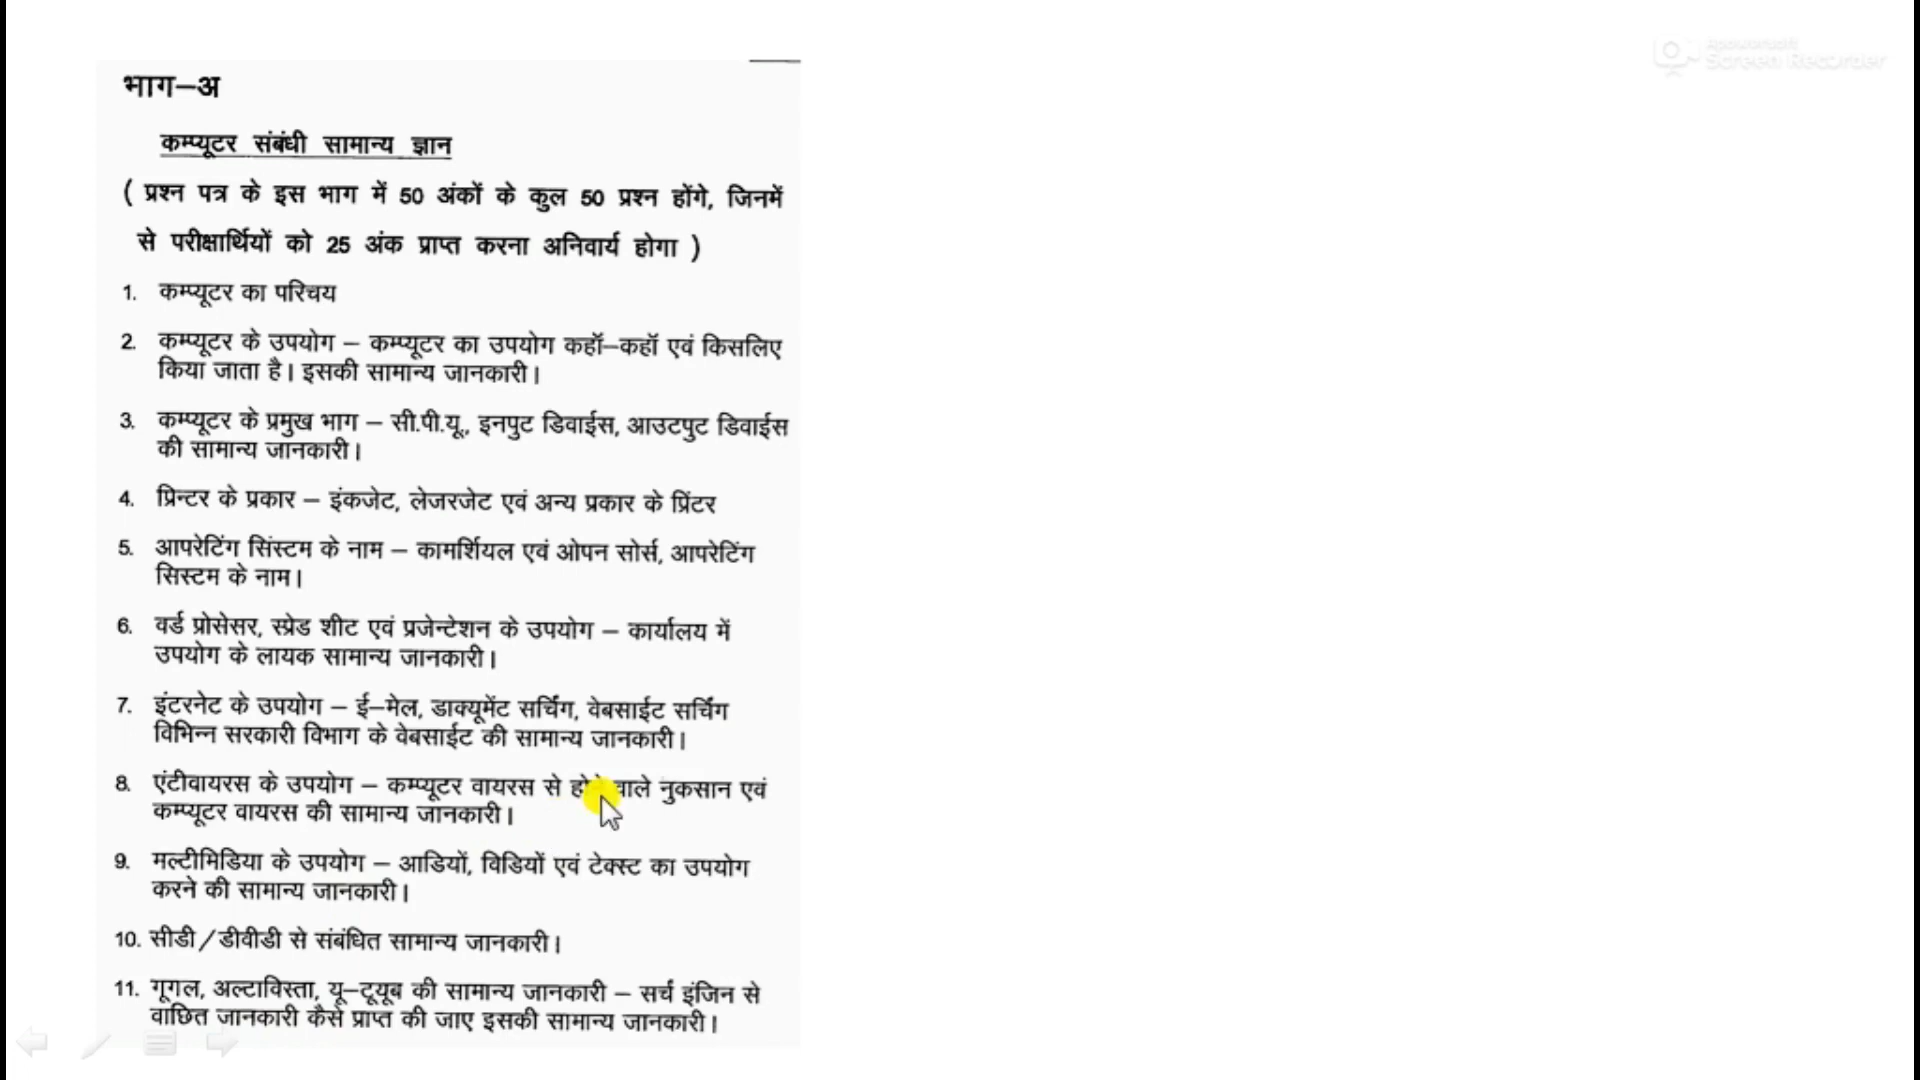 Apowersoft
Screen Recorder
भाग–अ
कम्प्यूटर संबंधी सामान्य ज्ञान
( प्रश्न पत्र के इस भाग में 50 अंकों के कुल 50 प्रश्न होंगे, जिनमें
से परीक्षार्थियों को 25 अंक प्राप्त करना अनिवार्य होगा )
1. कम्प्यूटर का परिचय
2. कम्प्यूटर के उपयोग – कम्प्यूटर का उपयोग कहॉ–कहॉ एवं किसलिए
किया जाता है। इसकी सामान्य जानकारी।
3. कम्प्यूटर के प्रमुख भाग – सी.पी.यू., इनपुट डिवाईस, आउटपुट डिवाईस
की सामान्य जानकारी।
4. प्रिन्टर के प्रकार – इंकजेट, लेजरजेट एवं अन्य प्रकार के प्रिंटर
5. आपरेटिंग सिंस्टम के नाम – कामर्शियल एवं ओपन सोर्स, आपरेटिंग
सिस्टम के नाम।
6. वर्ड प्रोसेसर, स्प्रेड शीट एवं प्रजेन्टेशन के उपयोग – कार्यालय में
उपयोग के लायक सामान्य जानकारी।
7. इंटरनेट के उपयोग – ई–मेल, डाक्यूमेंट सर्चिंग, वेबसाईट सर्चिंग
विभिन्न सरकारी विभाग के वेबसाईट की सामान्य जानकारी।
8. एंटीवायरस के उपयोग – कम्प्यूटर वायरस से वाले नुकसान एवं
कम्प्यूटर वायरस की सामान्य जानकारी।
9. मल्टीमिडिया के उपयोग – आडियों, विडियों एवं टेक्स्ट का उपयोग
करने की सामान्य जानकारी।
10. सीडी/डीवीडी से संबंधित सामान्य जानकारी।
11. गूगल, अल्टाविस्ता, यू–टूयूब की सामान्य जानकारी – सर्च इंजिन से
वाछित जानकारी कैसे प्राप्त की जाए इसकी सामान्य जानकारी।